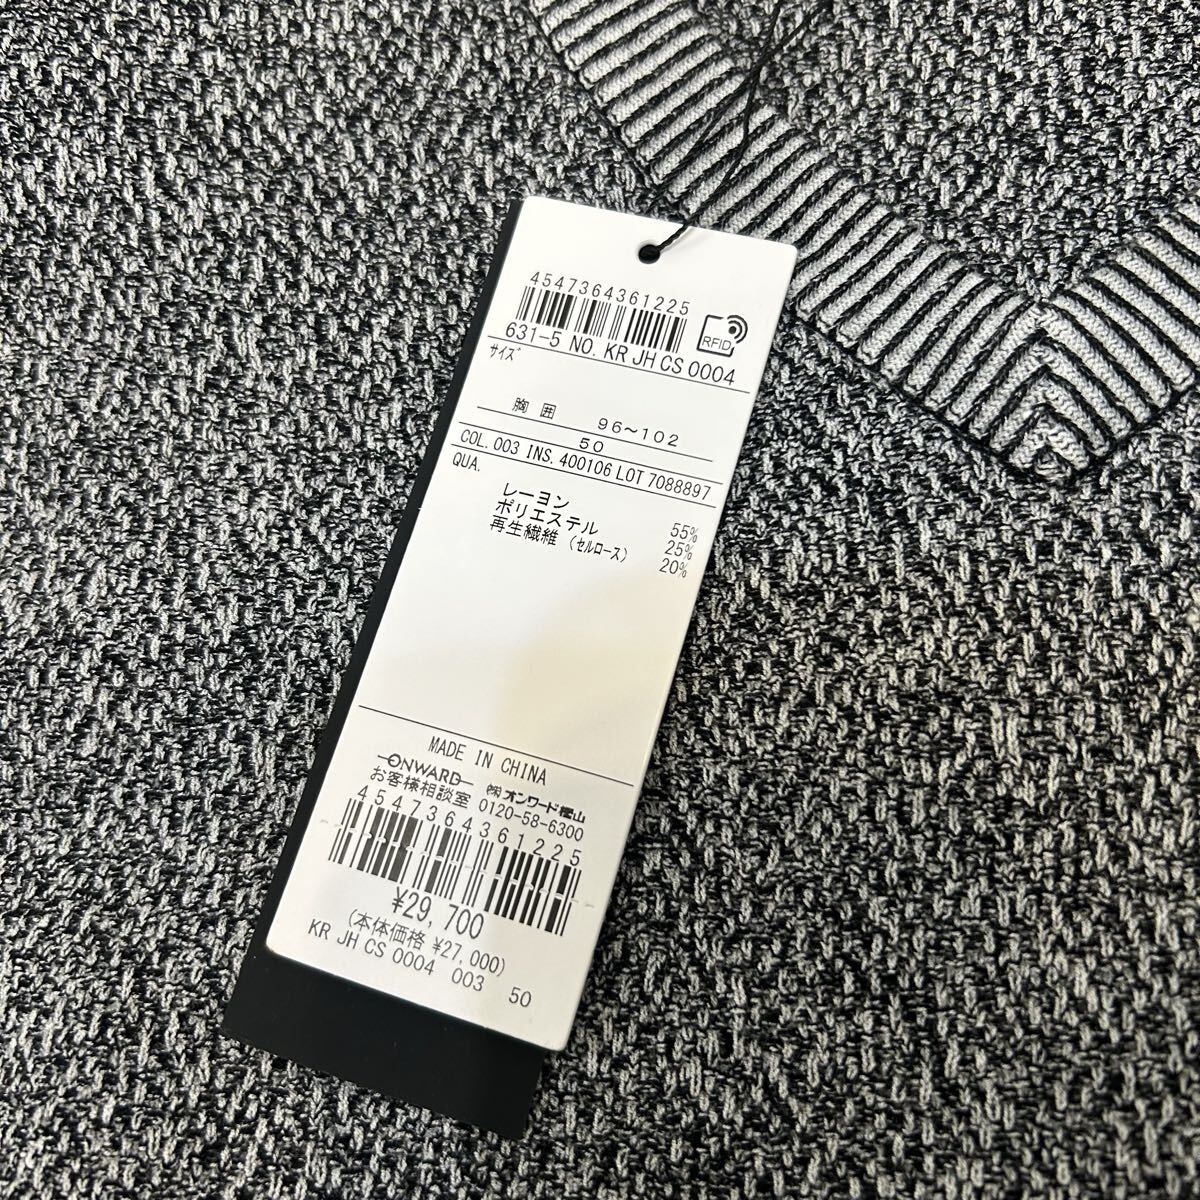 4547364361225
RFID
631-5 NO. KR JH CS 0004
サイズ
胸囲 96~102
50
COL. 003 INS. 400106 LOT 7088897
QUA.
レーヨン 55%
ポリエステル 25%
再生繊維 (セルロース) 20%
MADE IN CHINA
ONWARD ㈱オンワード樫山
お客様相談室 0120-58-6300
4547364361225
¥29,700
(本体価格 ¥27,000)
KR JH CS 0004 003 50